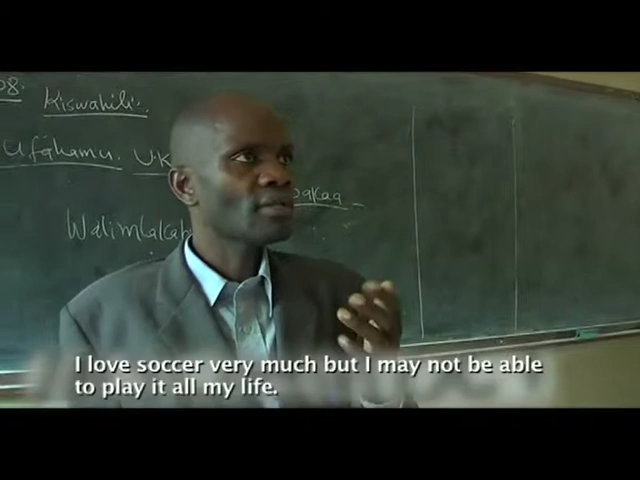 08.
Kiswahili.
Ufahamu. UK
Walimlakab
I love soccer very much but I may not be able
to play it all my life.